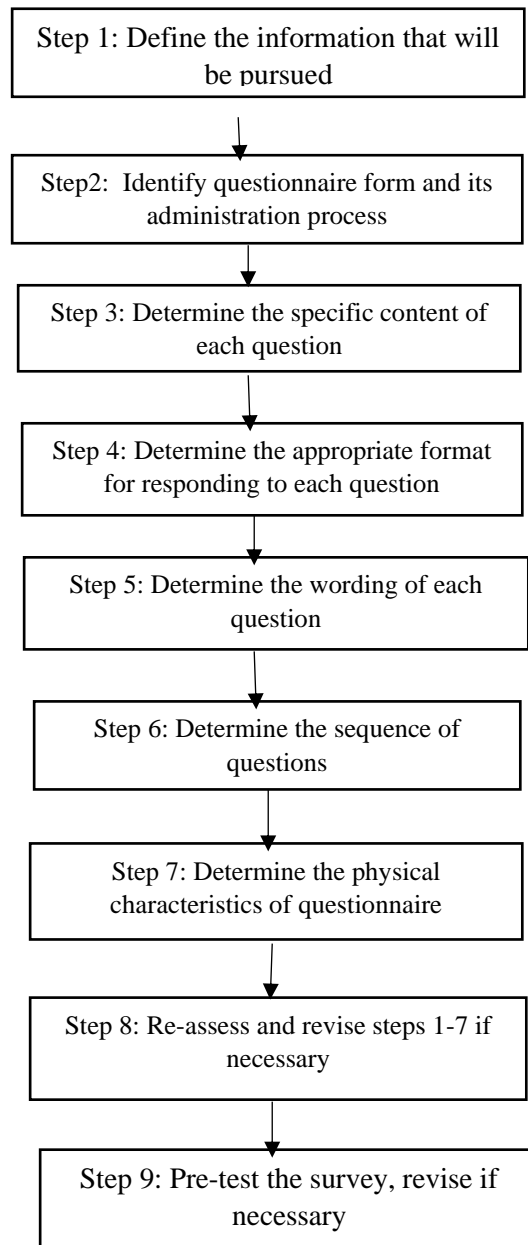 Step 1: Define the information that will
be pursued
Step2:  Identify questionnaire form and its
administration process
Step 3: Determine the specific content of
each question
Step 4: Determine the appropriate format
for responding to each question
Step 5: Determine the wording of each
question
Step 6: Determine the sequence of
questions
Step 7: Determine the physical
characteristics of questionnaire
Step 8: Re-assess and revise steps 1-7 if
necessary
Step 9: Pre-test the survey, revise if
necessary